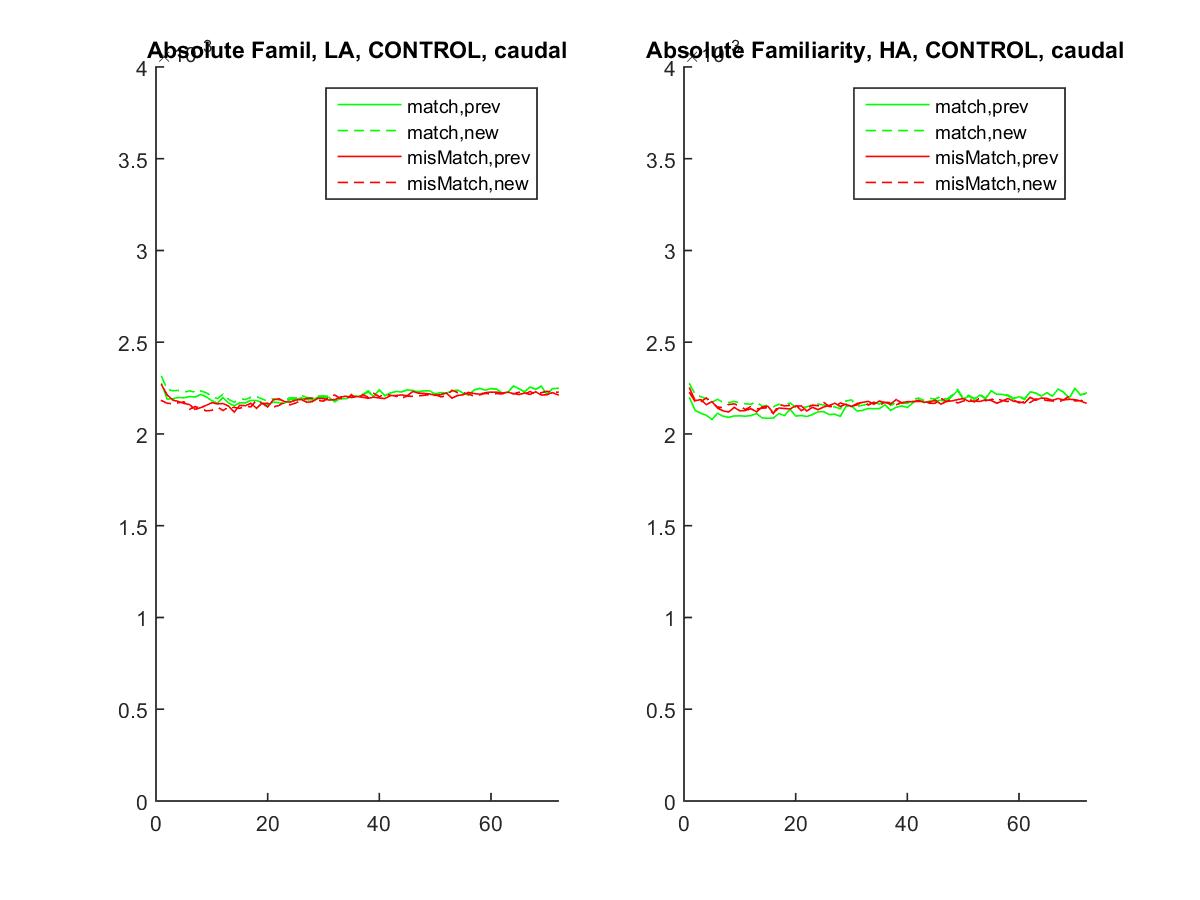 Absolute Famil, LA, CONTROL, caudal
4
3.5
3
2.5
2
1.5
1
0.5
0
0 20 40 60
match,prev
match,new
misMatch,prev
misMatch,new
Absolute Familiarity, HA, CONTROL, caudal
4
3.5
3
2.5
2
1.5
1
0.5
0
0 20 40 60
match,prev
match,new
misMatch,prev
misMatch,new